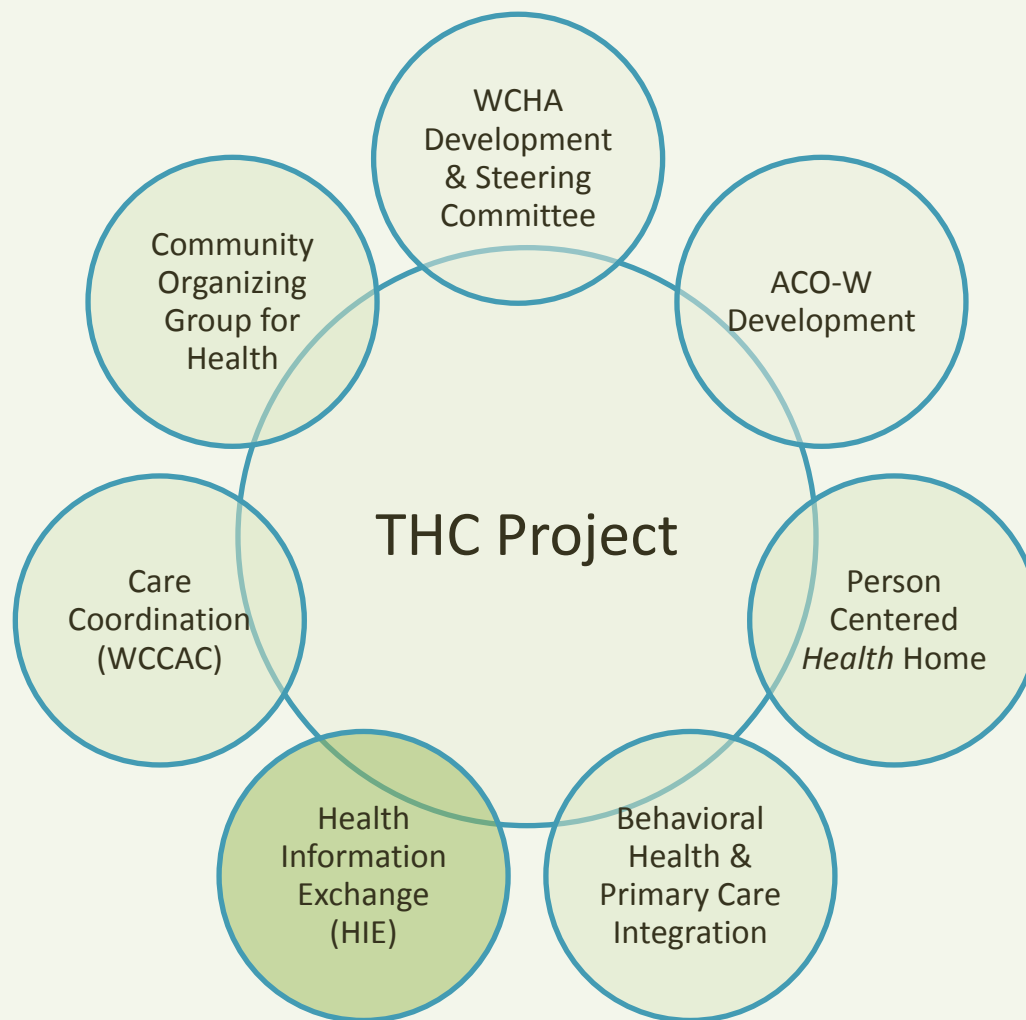 WCHA
Development
& Steering
Committee
ACO-W
Development
Person
Centered
Health Home
Behavioral
Health &
Primary Care
Integration
Health
Information
Exchange
(HIE)
Care
Coordination
(WCCAC)
Community
Organizing
Group for
Health
THC Project